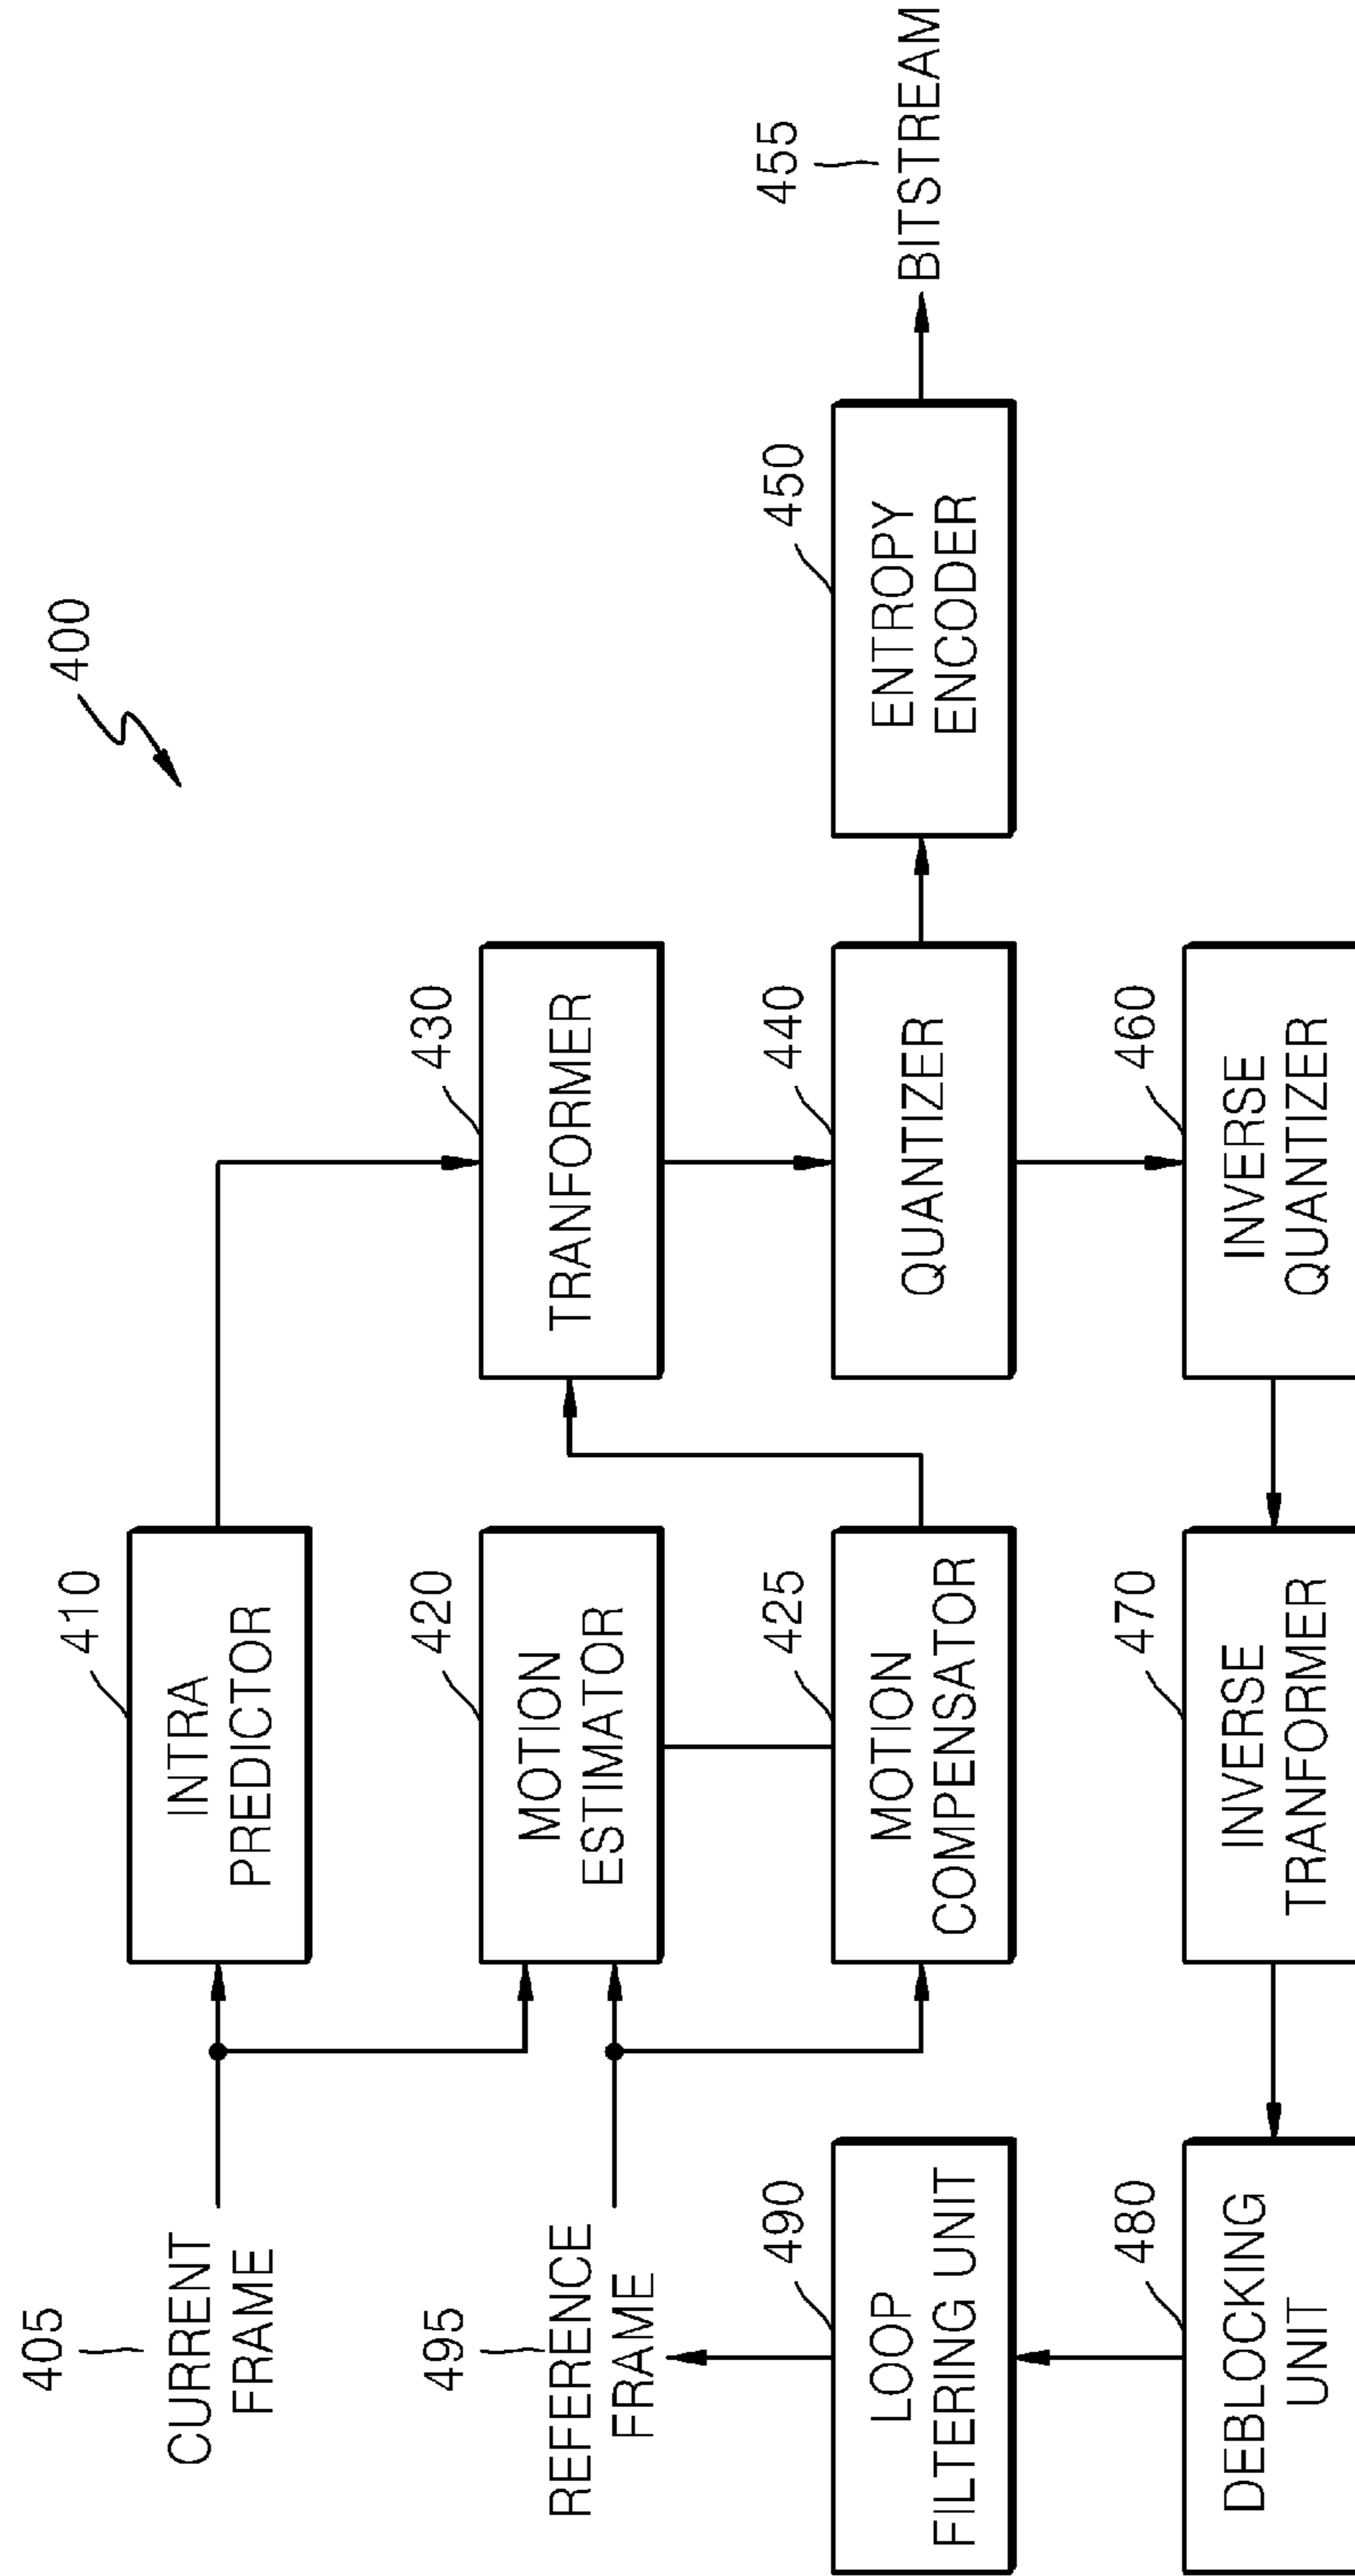 400
405
CURRENT
FRAME
410
INTRA
PREDICTOR
495
REFERENCE
FRAME
420
MOTION
ESTIMATOR
430
TRANFORMER
490
LOOP
FILTERING UNIT
425
MOTION
COMPENSATOR
440
QUANTIZER
450
ENTROPY
ENCODER
455
BITSTREAM
480
DEBLOCKING
UNIT
470
INVERSE
TRANFORMER
460
INVERSE
QUANTIZER